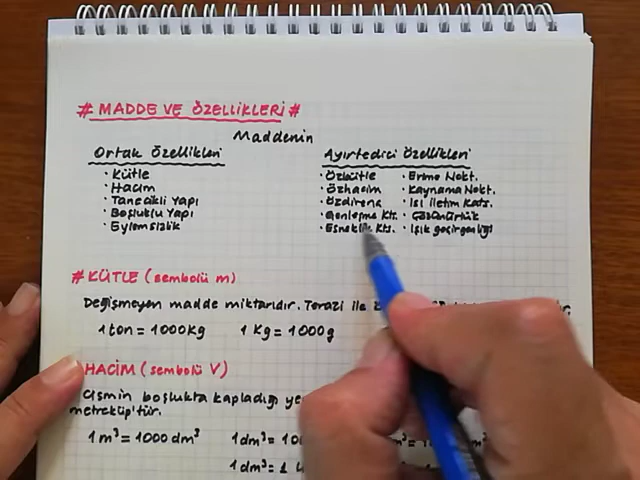 # MADDE VE ÖZELLİKLERİ #
Maddenin
Ortak Özellikleri
· Kütle
· Hacim
· Tanecikli Yapı
· Boşluklu Yapı
· Eylemsizlik
Ayırtedici Özellikleri
· Özkütle
· Özhacim
· Özdirenç
· Genleşme Kts.
· Esneklik Kts.
· Erime Nokt.
· Kaynama Nokt.
· Isı iletim Kats.
· Çözünürlük
· Işık geçirgenliği
# KÜTLE (sembolü m)
Değişmeyen madde miktarıdır. Terazi ile
1 ton = 1000 Kg 1 Kg = 1000 g
HACİM (sembolü V)
Cismin boşlukta kapladığı
metreküp'tür.
1 m³ = 1000 dm³ 1 dm³ =
1 dm³ = 1